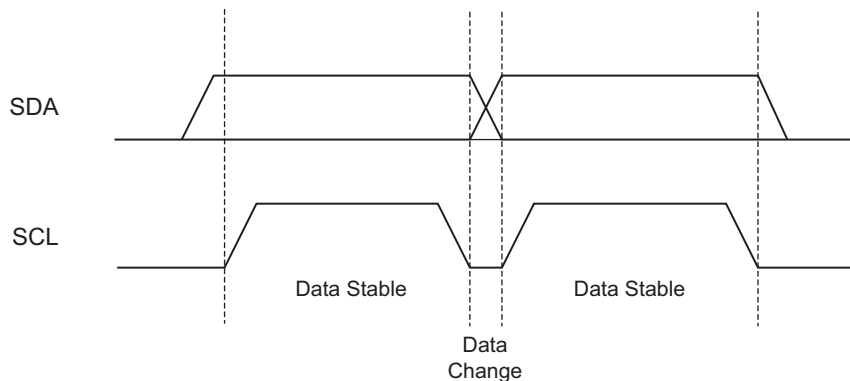 SDA
SCL
Data Stable
Data Stable
Data
Change